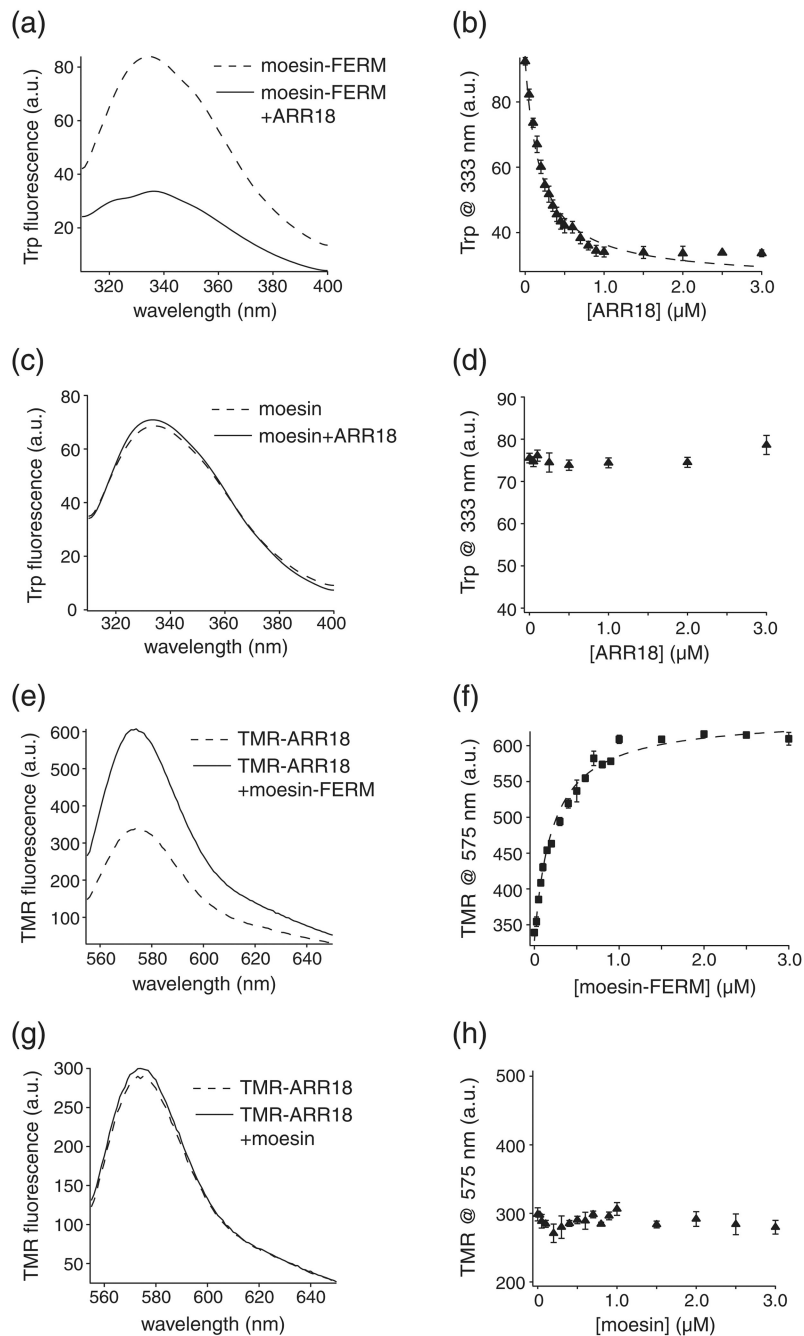 (a)
Trp fluorescence (a.u.)
80
60
40
20
320
340
360
380
400
wavelength (nm)
moesin-FERM
moesin-FERM
+ARR18
(b)
Trp @ 333 nm (a.u.)
80
60
40
0
1.0
2.0
3.0
[ARR18] (μM)
(c)
Trp fluorescence (a.u.)
80
60
40
20
0
320
340
360
380
400
wavelength (nm)
moesin
moesin+ARR18
(d)
Trp @ 333 nm (a.u.)
90
80
70
60
50
40
0
1.0
2.0
3.0
[ARR18] (μM)
(e)
TMR fluorescence (a.u.)
600
500
400
300
200
100
560
580
600
620
640
wavelength (nm)
TMR-ARR18
TMR-ARR18
+moesin-FERM
(f)
TMR @ 575 nm (a.u.)
600
550
500
450
400
350
0
1.0
2.0
3.0
[moesin-FERM] (μM)
(g)
TMR fluorescence (a.u.)
300
250
200
150
100
50
560
580
600
620
640
wavelength (nm)
TMR-ARR18
TMR-ARR18
+moesin
(h)
TMR @ 575 nm (a.u.)
500
400
300
200
0
1.0
2.0
3.0
[moesin] (μM)